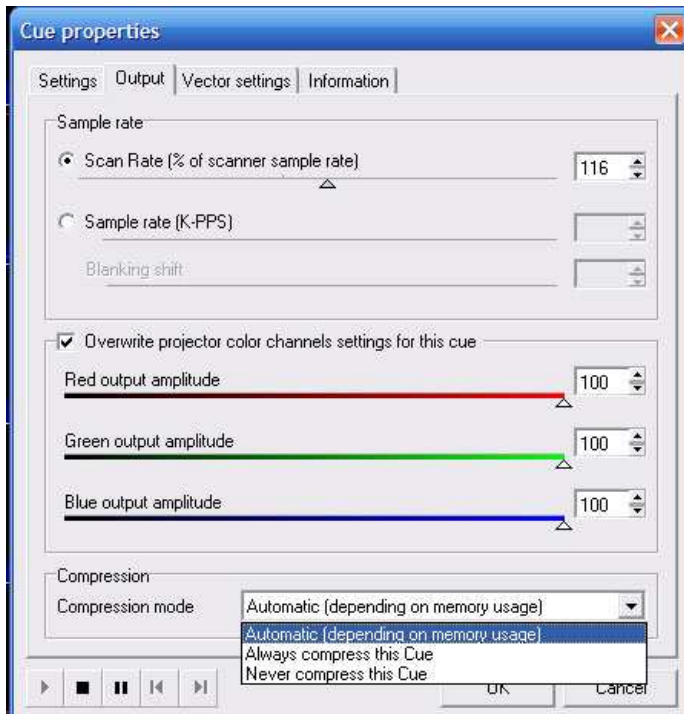 Cue properties
Settings Output Vector settings Information
Sample rate
Scan Rate (% of scanner sample rate) 116
Sample rate (K-PPS)
Blanking shift
Overwrite projector color channels settings for this cue
Red output amplitude 100
Green output amplitude 100
Blue output amplitude 100
Compression
Compression mode Automatic (depending on memory usage)
Automatic (depending on memory usage)
Always compress this Cue
Never compress this Cue
OK Cancel